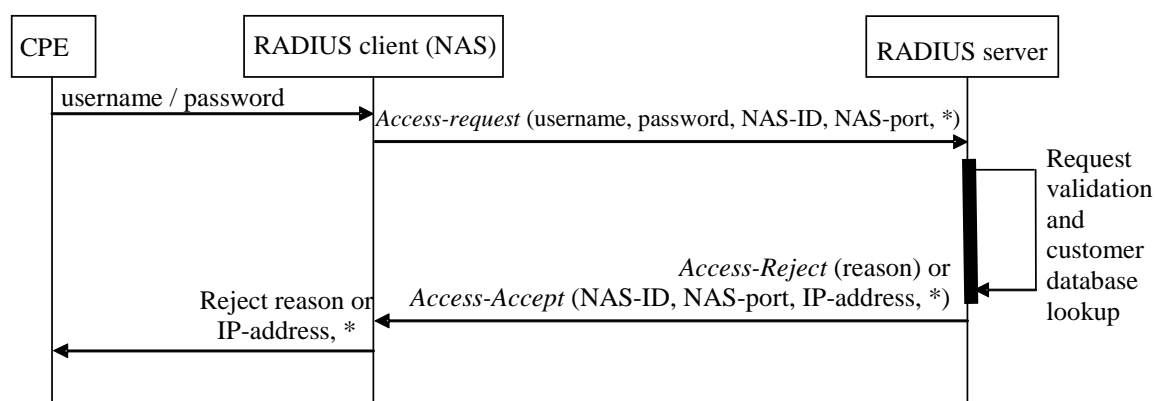 CPE
RADIUS client (NAS)
RADIUS server
username / password
Access-request (username, password, NAS-ID, NAS-port, *)
Request
validation
and
customer
database
lookup
Access-Reject (reason) or
Access-Accept (NAS-ID, NAS-port, IP-address, *)
Reject reason or
IP-address, *